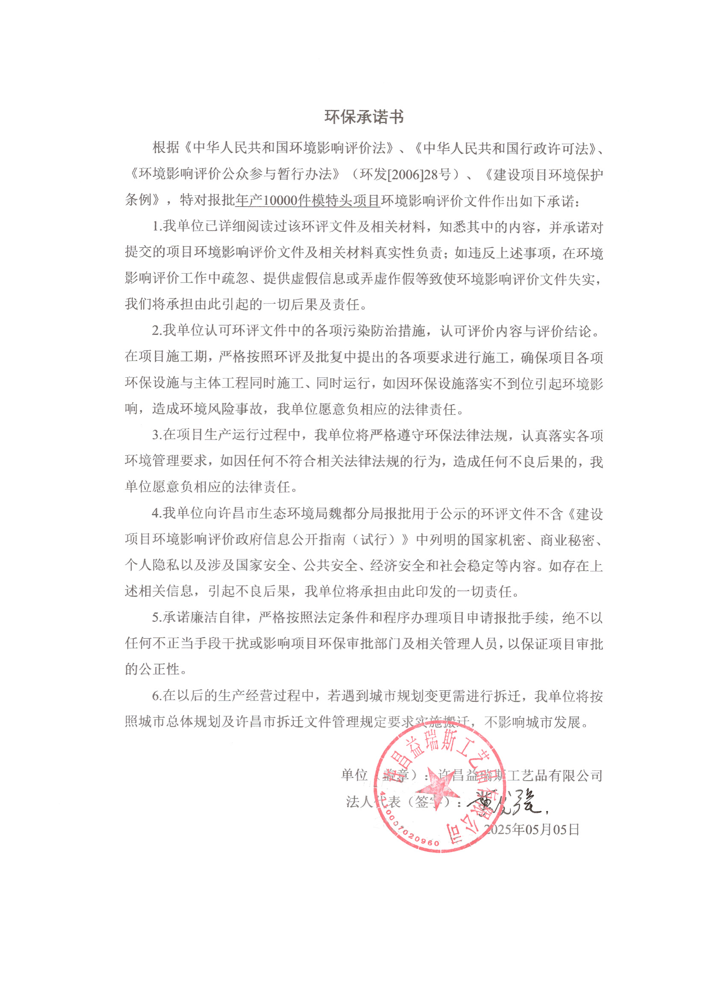 环保承诺书
根据《中华人民共和国环境影响评价法》、《中华人民共和国行政许可法》、
《环境影响评价公众参与暂行办法》（环发[2006]28号）、《建设项目环境保护
条例》，特对报批年产10000件模特头项目环境影响评价文件作出如下承诺：
1.我单位已详细阅读过该环评文件及相关材料，知悉其中的内容，并承诺对
提交的项目环境影响评价文件及相关材料真实性负责；如违反上述事项，在环境
影响评价工作中疏忽、提供虚假信息或弄虚作假等致使环境影响评价文件失实，
我们将承担由此引起的一切后果及责任。
2.我单位认可环评文件中的各项污染防治措施，认可评价内容与评价结论。
在项目施工期，严格按照环评及批复中提出的各项要求进行施工，确保项目各项
环保设施与主体工程同时施工、同时运行，如因环保设施落实不到位引起环境影
响，造成环境风险事故，我单位愿意负相应的法律责任。
3.在项目生产运行过程中，我单位将严格遵守环保法律法规，认真落实各项
环境管理要求，如因任何不符合相关法律法规的行为，造成任何不良后果的，我
单位愿意负相应的法律责任。
4.我单位向许昌市生态环境局魏都分局报批用于公示的环评文件不含《建设
项目环境影响评价政府信息公开指南（试行）》中列明的国家机密、商业秘密、
个人隐私以及涉及国家安全、公共安全、经济安全和社会稳定等内容。如存在上
述相关信息，引起不良后果，我单位将承担由此印发的一切责任。
5.承诺廉洁自律，严格按照法定条件和程序办理项目申请报批手续，绝不以
任何不正当手段干扰或影响项目环保审批部门及相关管理人员，以保证项目审批
的公正性。
6.在以后的生产经营过程中，若遇到城市规划变更需进行拆迁，我单位将按
照城市总体规划及许昌市拆迁文件管理规定要求实施搬迁，不影响城市发展。
单位（盖章）：许昌益瑞斯工艺品有限公司
法人代表（签字）：
2025年05月05日
许昌益瑞斯工艺品有限公司
4110007020960